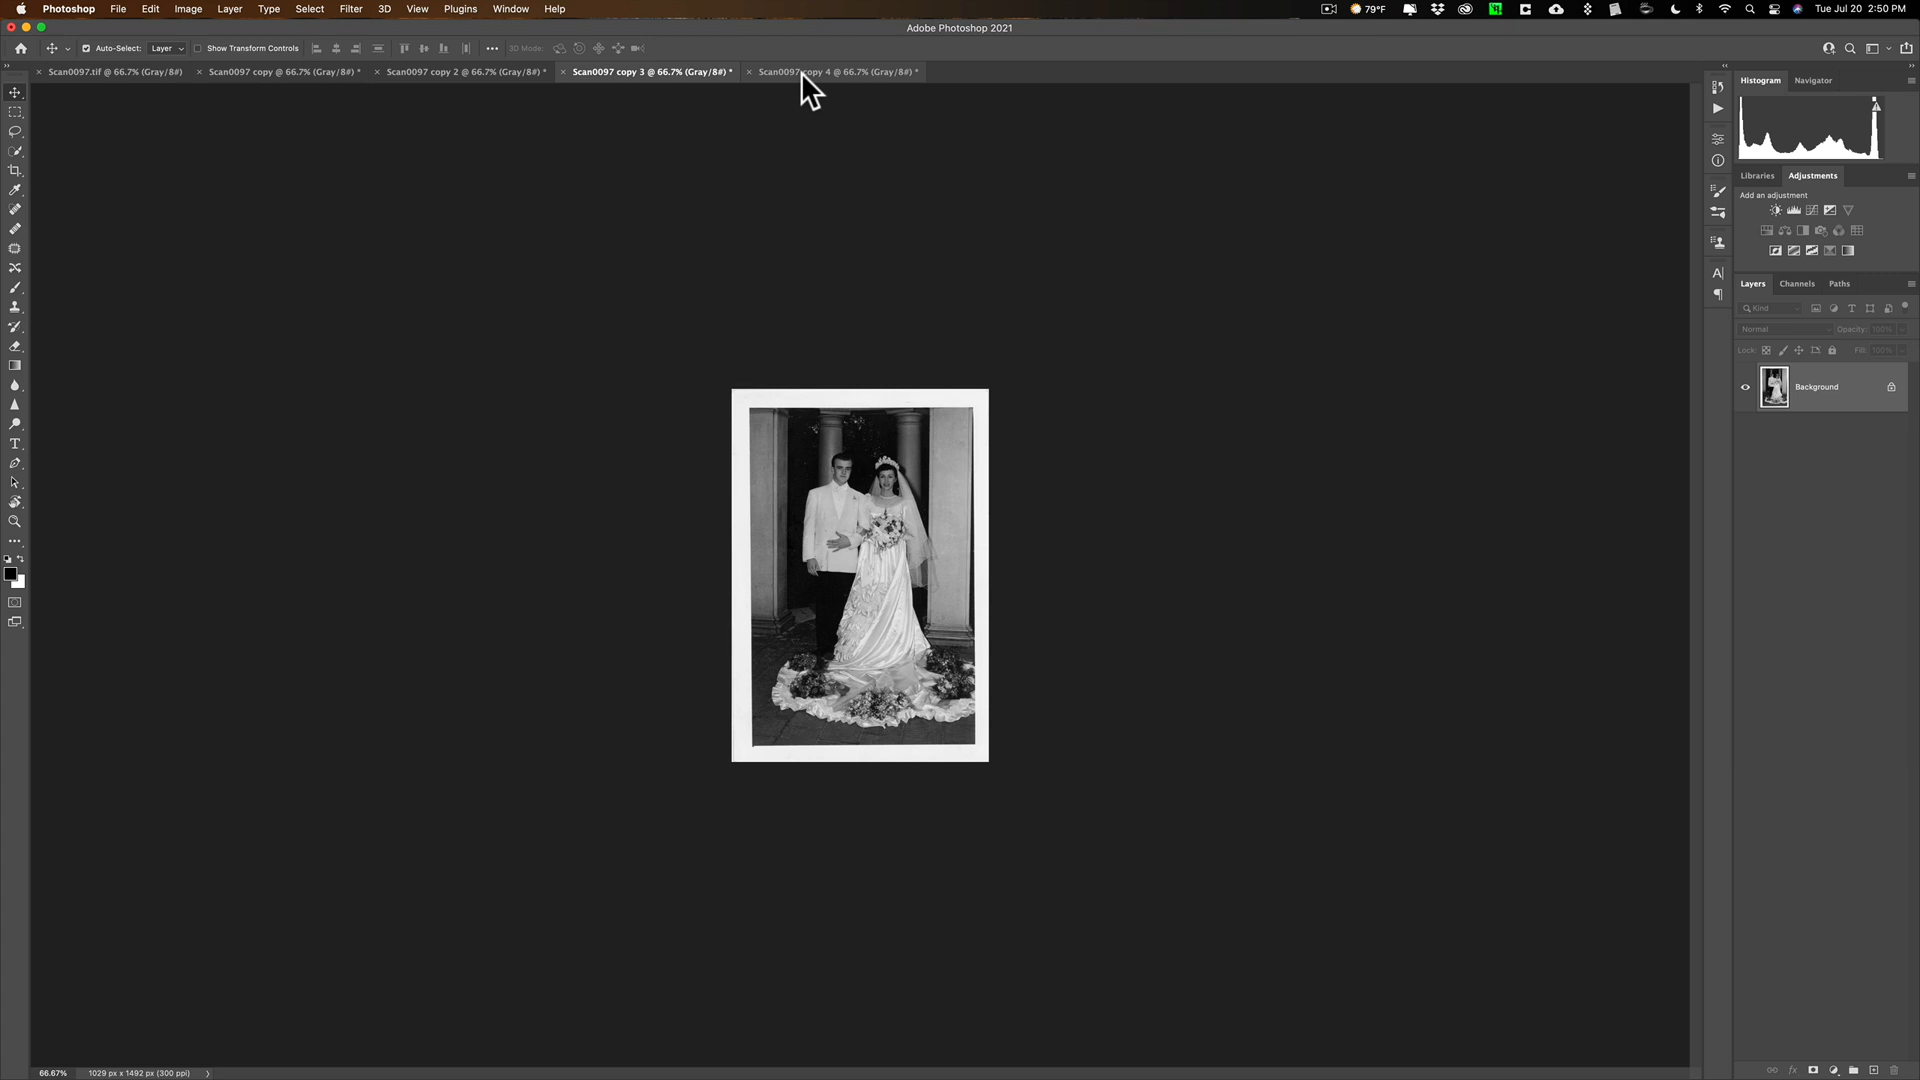 Photoshop File Edit Image Layer Type Select Filter 3D View Plugins Window Help 79°F Tue Jul 20 2:50 PM
Adobe Photoshop 2021
Auto-Select: Layer Show Transform Controls 3D Mode:
Scan0097.tif @ 66.7% (Gray/8#) Scan0097 copy @ 66.7% (Gray/8#) * Scan0097 copy 2 @ 66.7% (Gray/8#) * Scan0097 copy 3 @ 66.7% (Gray/8#) * Scan0097 copy 4 @ 66.7% (Gray/8#) *
Histogram Navigator
Libraries Adjustments
Add an adjustment
Layers Channels Paths
Kind
Normal Opacity: 100%
Lock: Fill: 100%
Background
66.67% 1029 px x 1492 px (300 ppi)